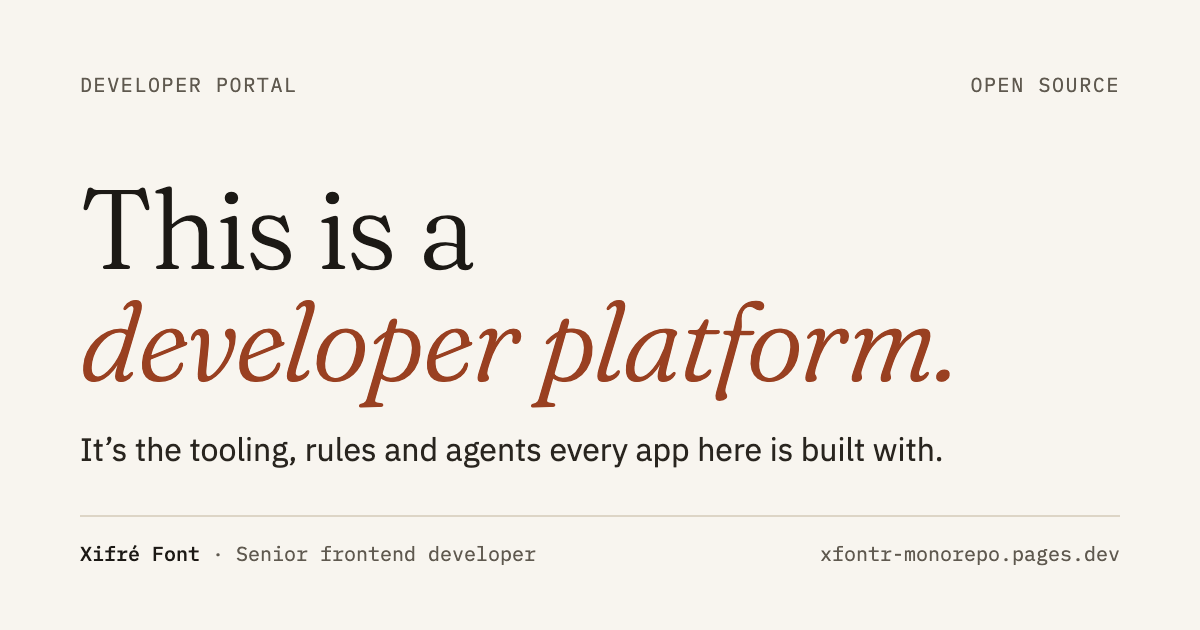 DEVELOPER PORTAL
OPEN SOURCE
This is a
developer platform.
It’s the tooling, rules and agents every app here is built with.
Xifré Font · Senior frontend developer
xfontr-monorepo.pages.dev